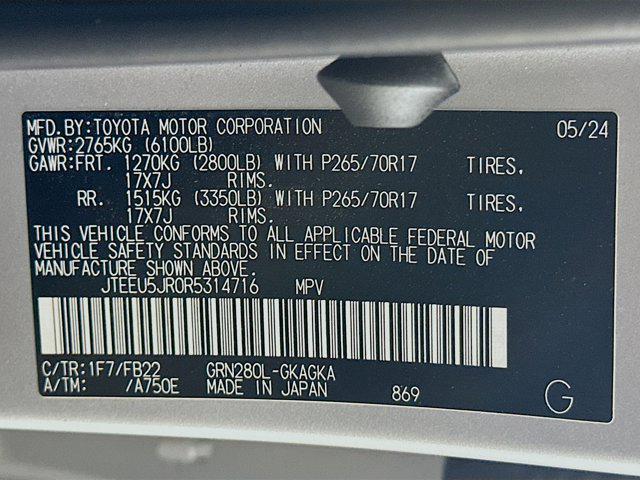 MFD.BY:TOYOTA MOTOR CORPORATION 05/24
GVWR:2765KG (6100LB)
GAWR:FRT. 1270KG (2800LB) WITH P265/70R17 TIRES,
17X7J RIMS.
RR. 1515KG (3350LB) WITH P265/70R17 TIRES,
17X7J RIMS.
THIS VEHICLE CONFORMS TO ALL APPLICABLE FEDERAL MOTOR
VEHICLE SAFETY STANDARDS IN EFFECT ON THE DATE OF
MANUFACTURE SHOWN ABOVE.
JTEEU5JR0R5314716 MPV
C/TR:1F7/FB22 GRN280L-GKAGKA
A/TM: /A750E MADE IN JAPAN 869 G